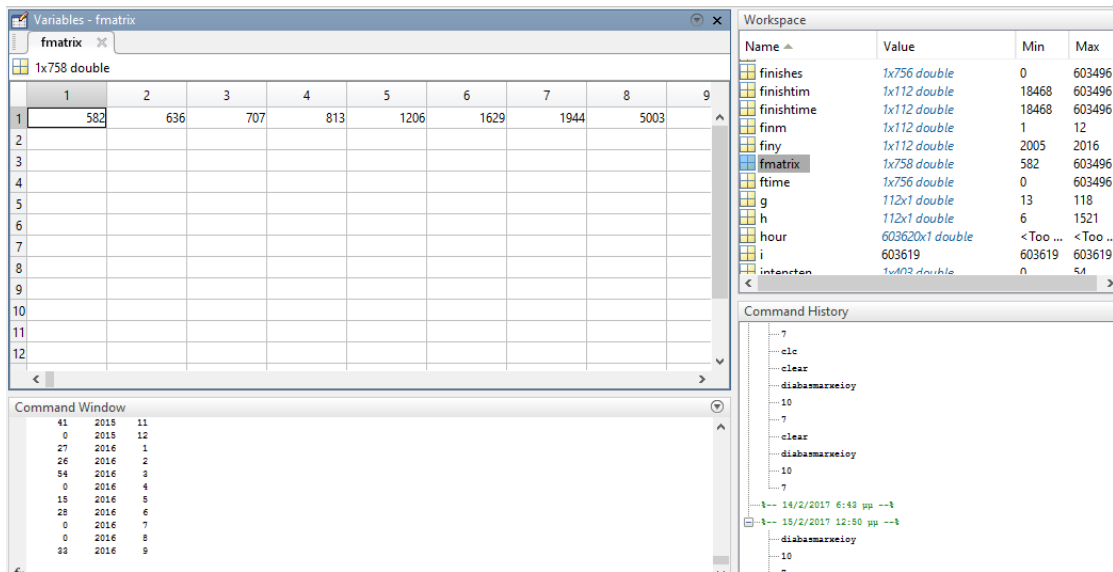 Variables - fmatrix
fmatrix
1x758 double
1 2 3 4 5 6 7 8 9
1 582 636 707 813 1206 1629 1944 5003
2
3
4
5
6
7
8
9
10
11
12
Command Window
41 2015 11
0 2015 12
27 2016 1
26 2016 2
54 2016 3
0 2016 4
15 2016 5
28 2016 6
0 2016 7
0 2016 8
33 2016 9
Workspace
Name Value Min Max
finishes 1x756 double 0 603496
finishtim 1x112 double 18468 603496
finishtime 1x112 double 18468 603496
finm 1x112 double 1 12
finy 1x112 double 2005 2016
fmatrix 1x758 double 582 603496
ftime 1x756 double 0 603496
g 112x1 double 13 118
h 112x1 double 6 1521
hour 603620x1 double <Too ... <Too ..
i 603619 603619 603619
intensten 1x403 double 0 54
Command History
7
clc
clear
diabasmarxeioy
10
7
clear
diabasmarxeioy
10
7
%-- 14/2/2017 6:43 μμ --%
%-- 15/2/2017 12:50 μμ --%
diabasmarxeioy
10